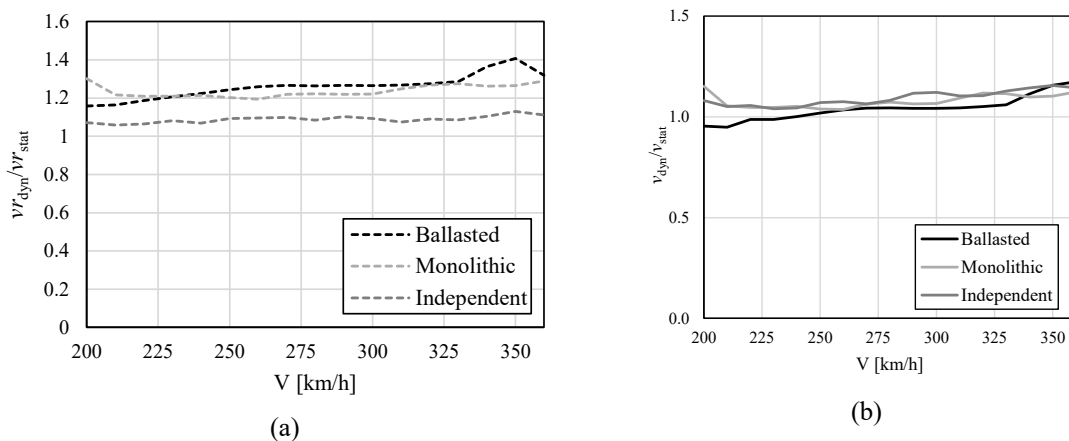 1.6
1.4
1.2
1
0.8
0.6
0.4
0.2
0
vr_dyn/vr_stat
Ballasted
Monolithic
Independent
200 225 250 275 300 325 350
V [km/h]
(a)
1.5
1.0
0.5
0.0
v_dyn/v_stat
Ballasted
Monolithic
Independent
200 225 250 275 300 325 350
V [km/h]
(b)